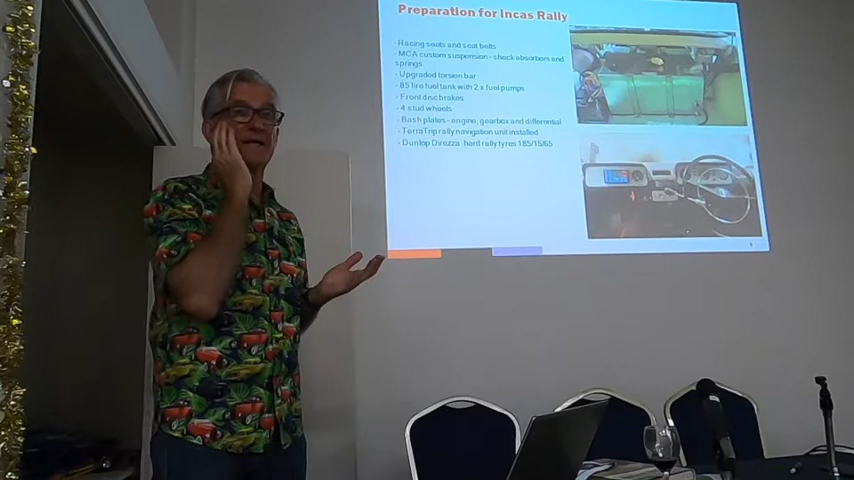 Preparation for Incas Rally
• Racing seats and seat belts
• MCA custom suspension - shock absorbers and
springs
• Upgraded torsion bar
• 85 litre fuel tank with 2 x fuel pumps
• Front disc brakes
• 4 stud wheels
• Bash plates - engine, gearbox and differential
• TerraTrip rally navigation unit installed
• Dunlop Direzza hard rally tyres 185/15/60